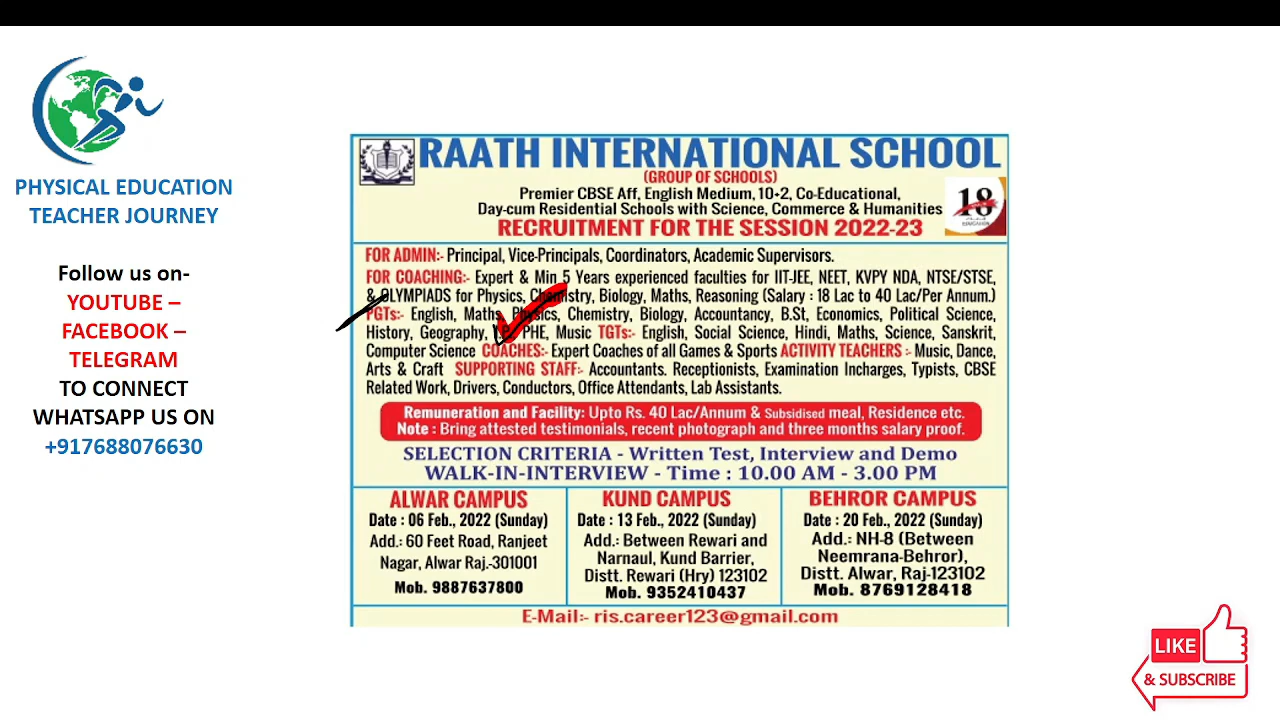 PHYSICAL EDUCATION
TEACHER JOURNEY
Follow us on-
YOUTUBE –
FACEBOOK –
TELEGRAM
TO CONNECT
WHATSAPP US ON
+917688076630
RAATH INTERNATIONAL SCHOOL
(GROUP OF SCHOOLS)
Premier CBSE Aff, English Medium, 10+2, Co-Educational,
Day-cum Residential Schools with Science, Commerce & Humanities
18
RECRUITMENT FOR THE SESSION 2022-23
FOR ADMIN:- Principal, Vice-Principals, Coordinators, Academic Supervisors.
FOR COACHING:- Expert & Min 5 Years experienced faculties for IIT-JEE, NEET, KVPY NDA, NTSE/STSE,
& OLYMPIADS for Physics, Chemistry, Biology, Maths, Reasoning (Salary : 18 Lac to 40 Lac/Per Annum.)
PGTs:- English, Maths, Physics, Chemistry, Biology, Accountancy, B.St, Economics, Political Science,
History, Geography, PHE, Music TGTs:- English, Social Science, Hindi, Maths, Science, Sanskrit,
Computer Science COACHES:- Expert Coaches of all Games & Sports ACTIVITY TEACHERS :- Music, Dance,
Arts & Craft SUPPORTING STAFF:- Accountants. Receptionists, Examination Incharges, Typists, CBSE
Related Work, Drivers, Conductors, Office Attendants, Lab Assistants.
Remuneration and Facility: Upto Rs. 40 Lac/Annum & Subsidised meal, Residence etc.
Note : Bring attested testimonials, recent photograph and three months salary proof.
SELECTION CRITERIA - Written Test, Interview and Demo
WALK-IN-INTERVIEW - Time : 10.00 AM - 3.00 PM
ALWAR CAMPUS
Date : 06 Feb., 2022 (Sunday)
Add.: 60 Feet Road, Ranjeet
Nagar, Alwar Raj.-301001
Mob. 9887637800
KUND CAMPUS
Date : 13 Feb., 2022 (Sunday)
Add.: Between Rewari and
Narnaul, Kund Barrier,
Distt. Rewari (Hry) 123102
Mob. 9352410437
BEHROR CAMPUS
Date : 20 Feb., 2022 (Sunday)
Add.: NH-8 (Between
Neemrana-Behror),
Distt. Alwar, Raj-123102
Mob. 8769128418
E-Mail:- ris.career123@gmail.com
LIKE
& SUBSCRIBE